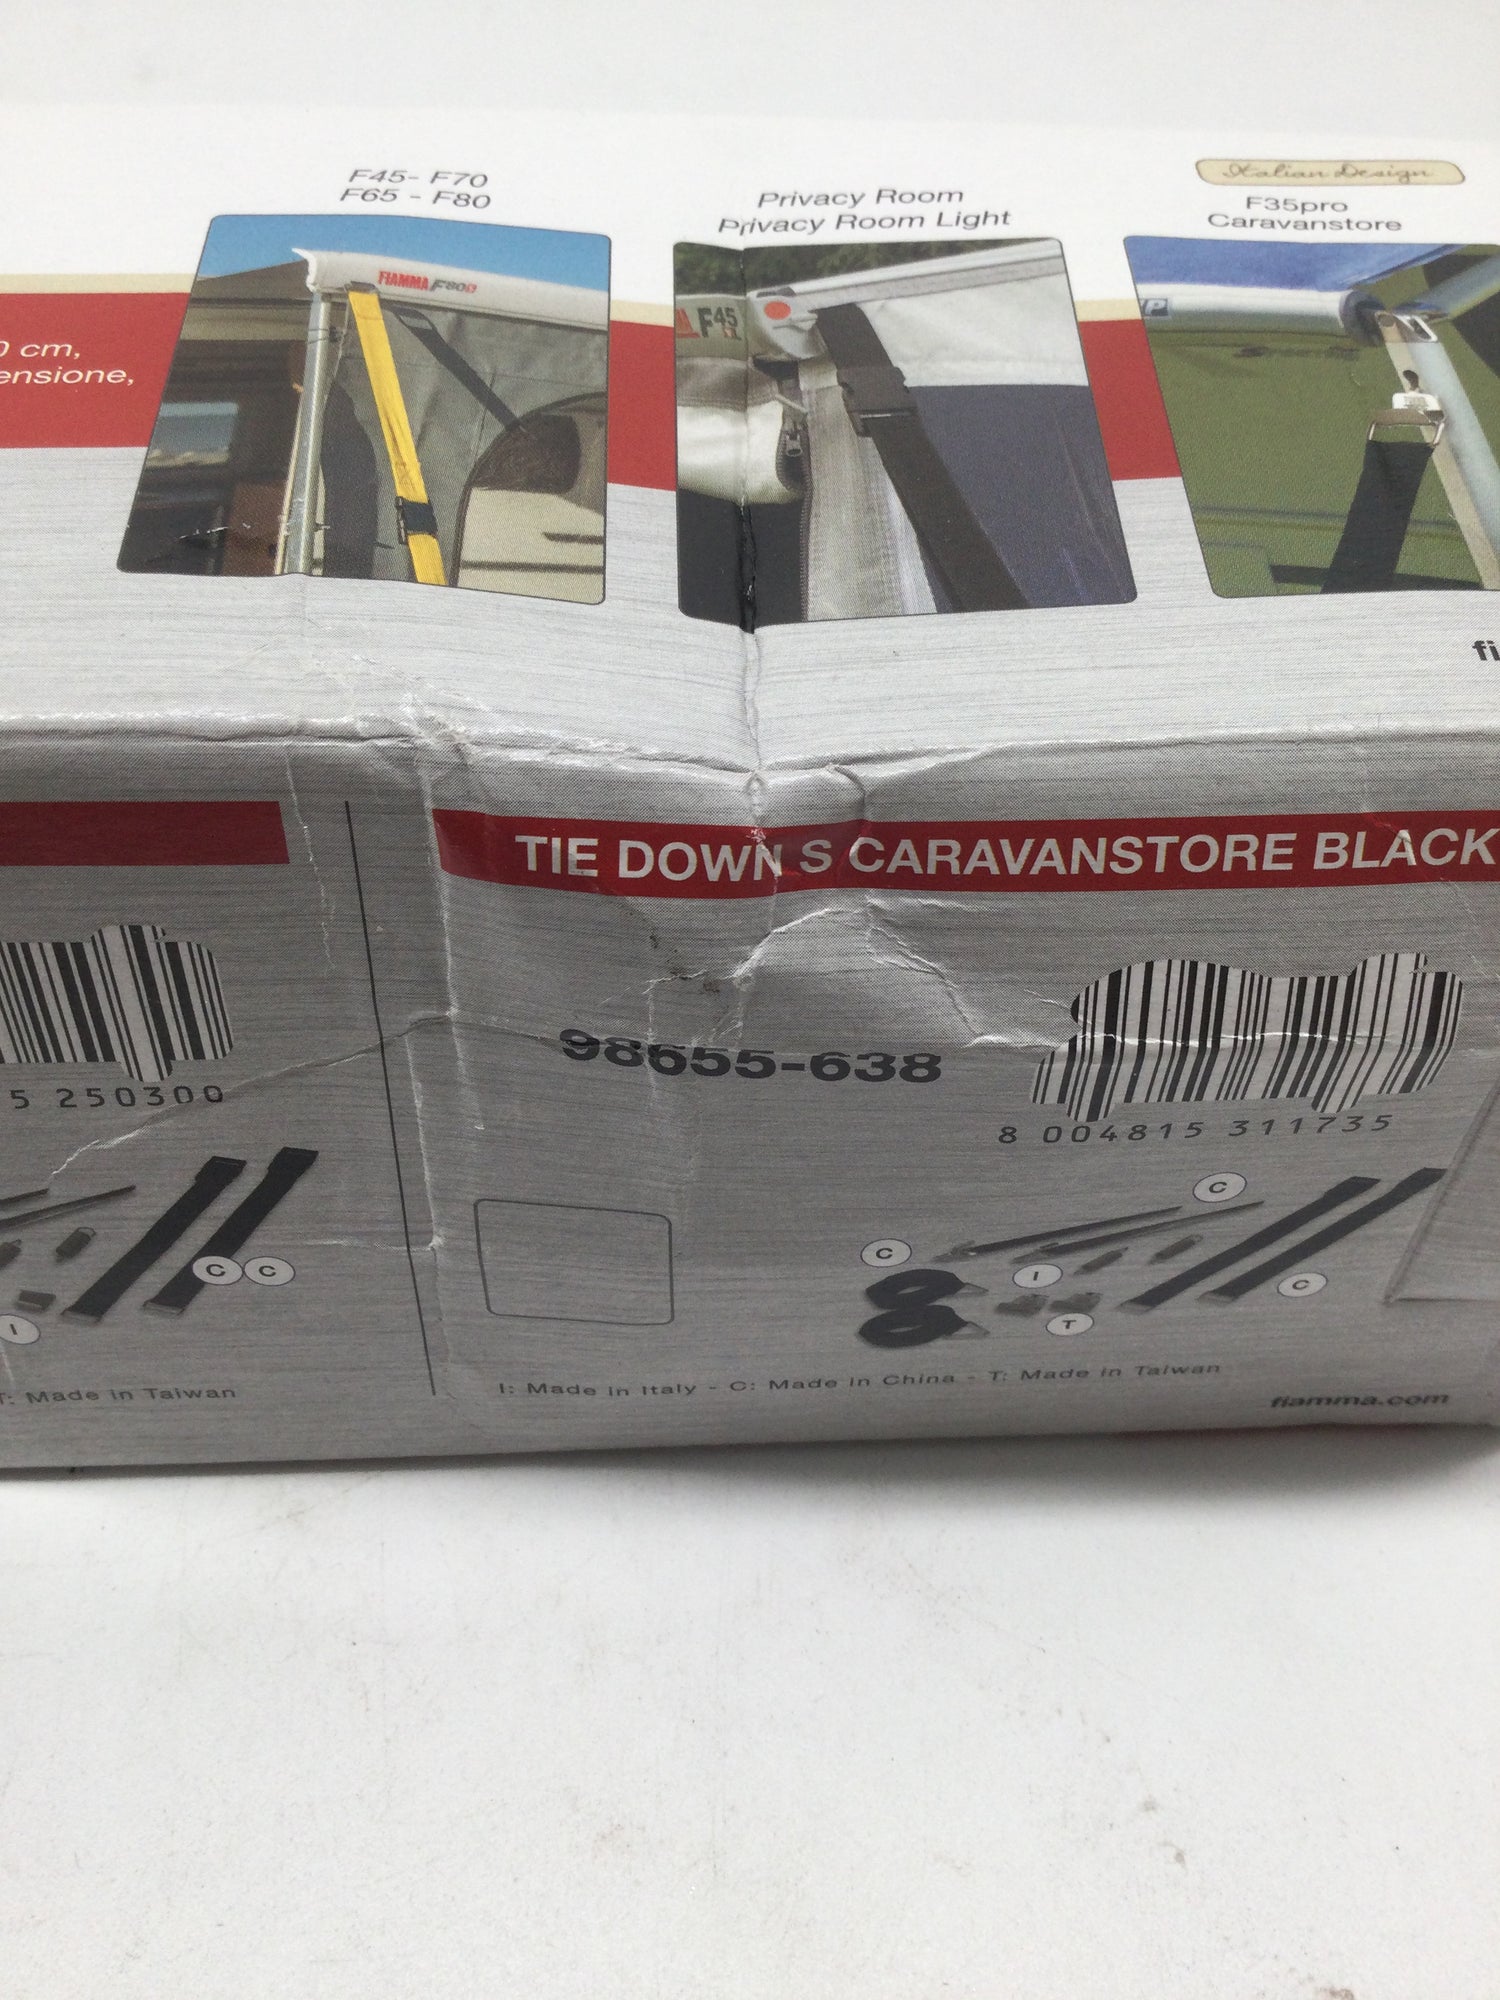 F45- F70
F65 - F80
Privacy Room
Privacy Room Light
Italian Design
F35pro
Caravanstore
cm,
FIAMMA F80
F45
P
TIE DOWN S CARAVANSTORE BLACK
98655-638
5 250300
8 004815 311735
C
C
C
I
C
C
I
T
T: Made in Taiwan
I: Made in Italy - C: Made in China - T: Made in Taiwan
fiamma.com